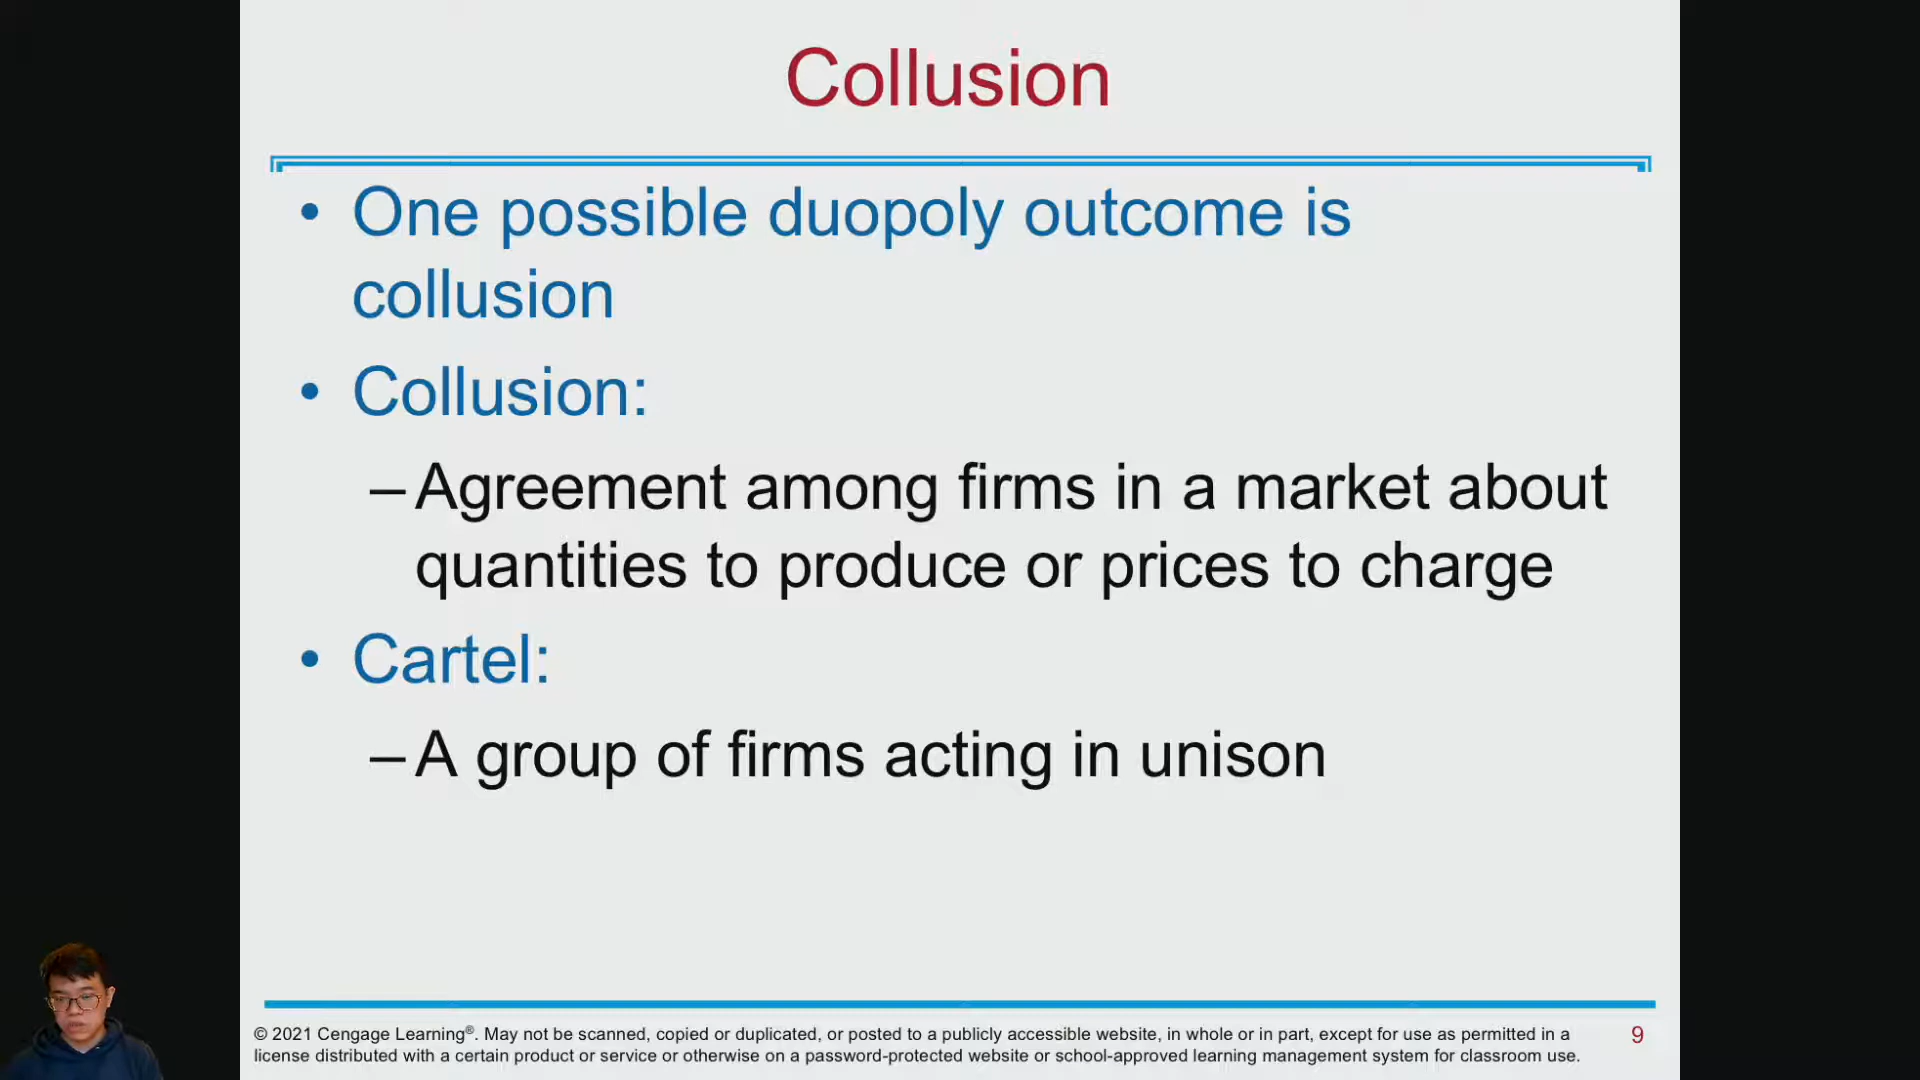 Collusion
• One possible duopoly outcome is
collusion
• Collusion:
– Agreement among firms in a market about
quantities to produce or prices to charge
• Cartel:
– A group of firms acting in unison
© 2021 Cengage Learning®. May not be scanned, copied or duplicated, or posted to a publicly accessible website, in whole or in part, except for use as permitted in a
license distributed with a certain product or service or otherwise on a password-protected website or school-approved learning management system for classroom use.
9